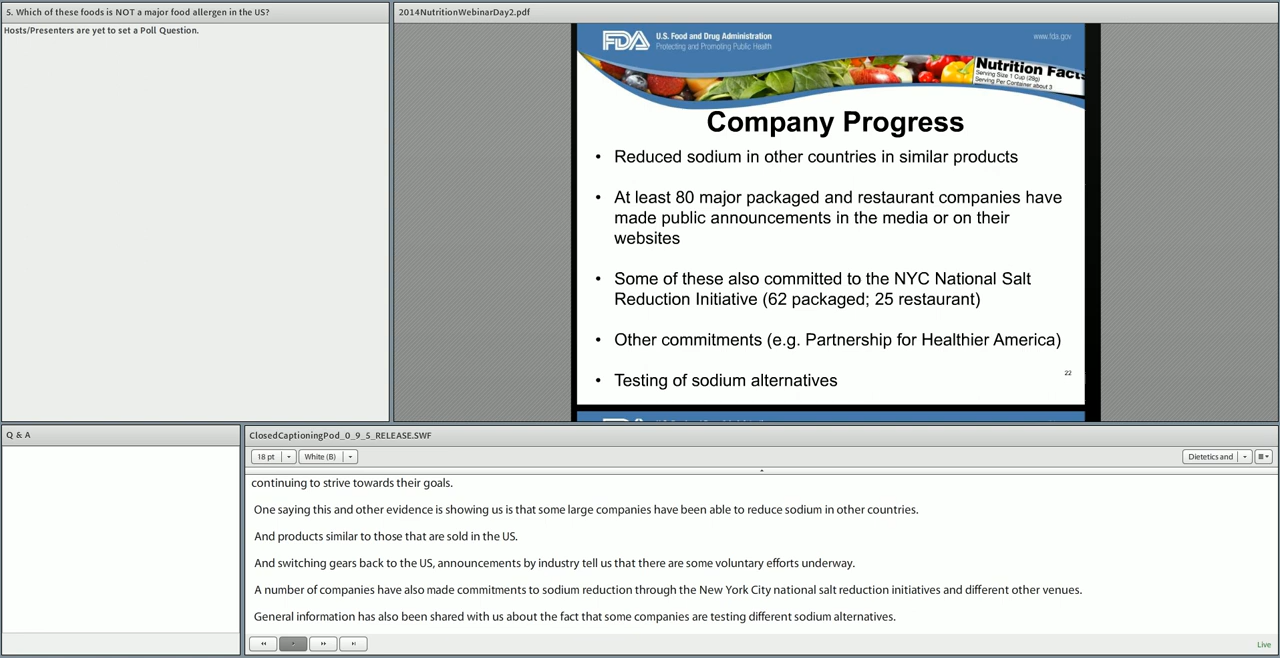 5. Which of these foods is NOT a major food allergen in the US?
Hosts/Presenters are yet to set a Poll Question.
2014NutritionWebinarDay2.pdf
FDA U.S. Food and Drug Administration
Protecting and Promoting Public Health
www.fda.gov
Nutrition Facts
Serving Size 1 Cup (28g)
Serving Per Container about 3
Company Progress
• Reduced sodium in other countries in similar products
• At least 80 major packaged and restaurant companies have
made public announcements in the media or on their
websites
• Some of these also committed to the NYC National Salt
Reduction Initiative (62 packaged; 25 restaurant)
• Other commitments (e.g. Partnership for Healthier America)
• Testing of sodium alternatives
22
Q & A
ClosedCaptioningPod_0_9_5_RELEASE.SWF
18 pt
White (B)
Dietetics and
continuing to strive towards their goals.
One saying this and other evidence is showing us is that some large companies have been able to reduce sodium in other countries.
And products similar to those that are sold in the US.
And switching gears back to the US, announcements by industry tell us that there are some voluntary efforts underway.
A number of companies have also made commitments to sodium reduction through the New York City national salt reduction initiatives and different other venues.
General information has also been shared with us about the fact that some companies are testing different sodium alternatives.
Live